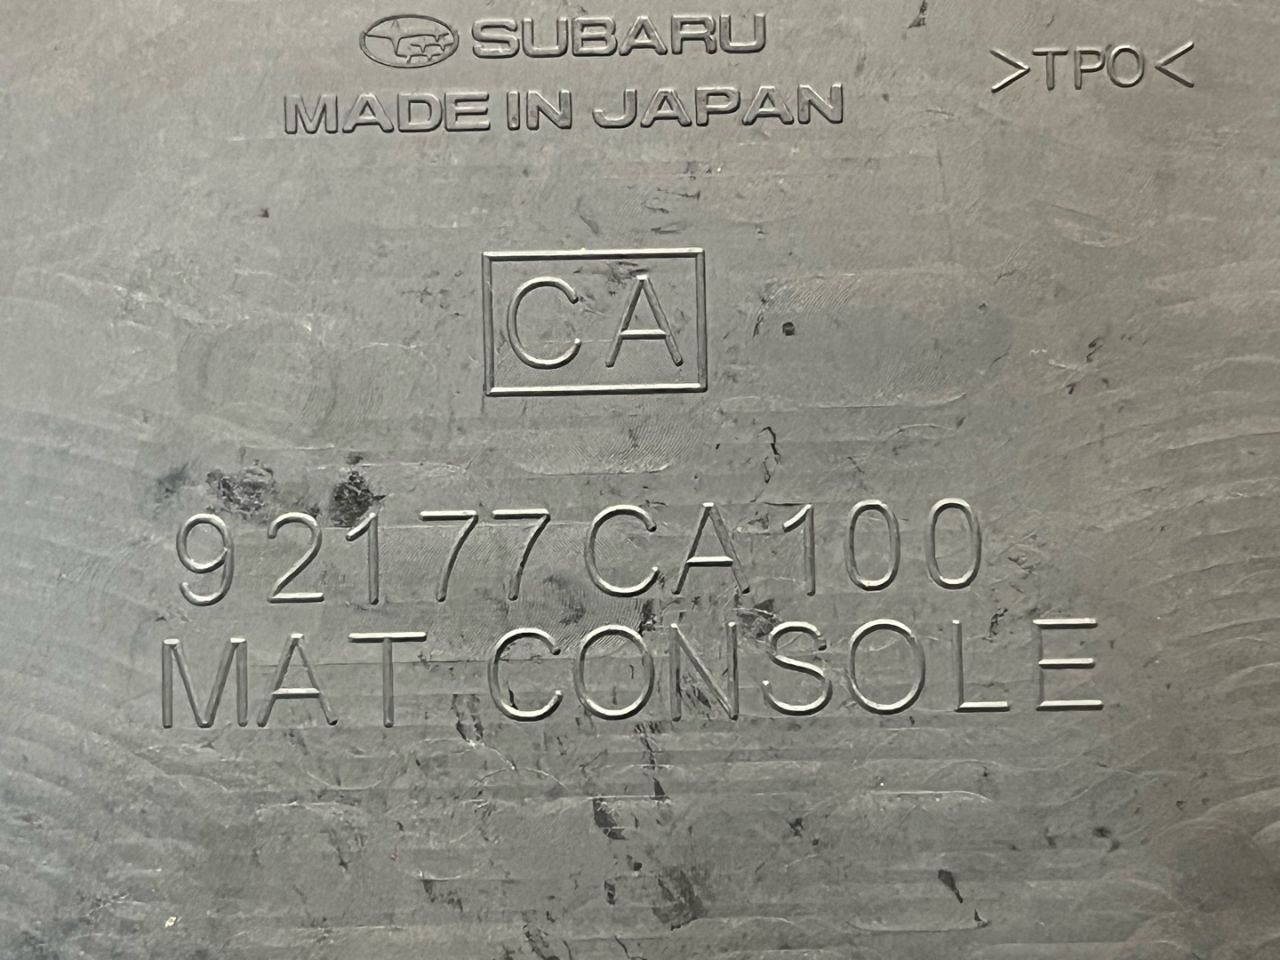 SUBARU
>TPO<
MADE IN JAPAN
CA
92177CA100
MAT CONSOLE